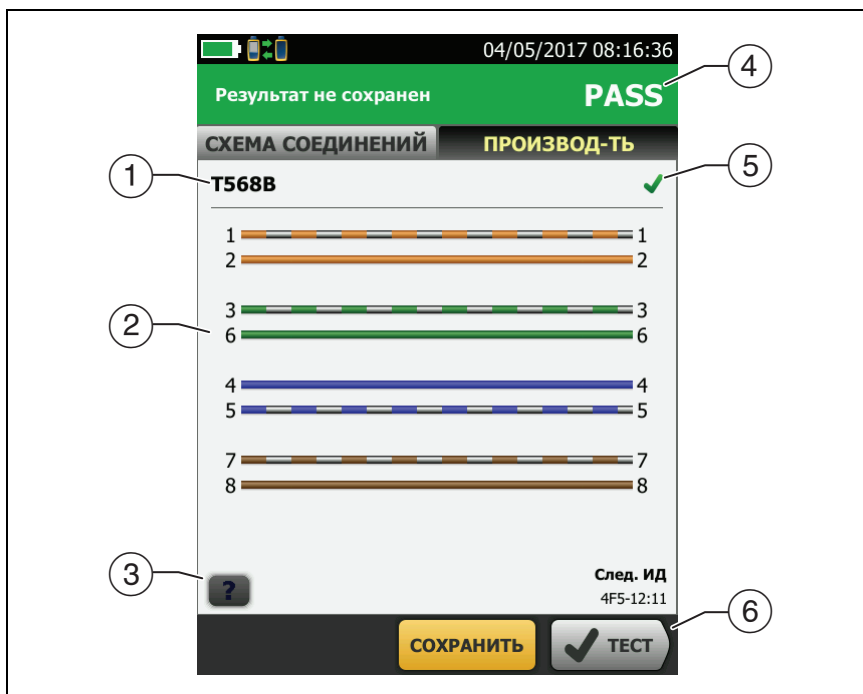 04/05/2017 08:16:36
Результат не сохранен PASS
4
СХЕМА СОЕДИНЕНИЙ ПРОИЗВОД-ТЬ
1 T568B 5
1 1
2 2
3 3
2
6 6
4 4
5 5
7 7
8 8
3 ?
След. ИД
4F5-12:11
6
СОХРАНИТЬ ТЕСТ